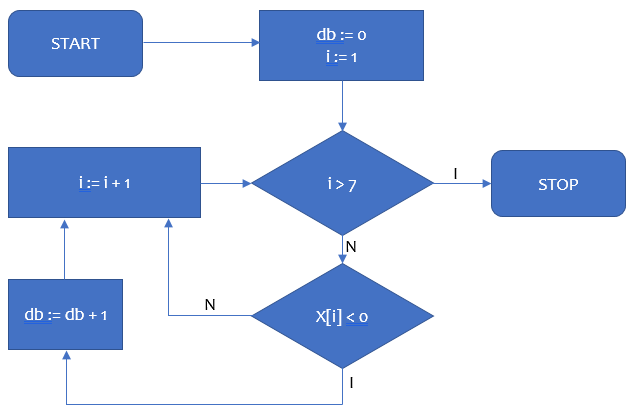 START
db := 0
i := 1
i := i + 1
i > 7
I
STOP
N
db := db + 1
N
X[i] < 0
I